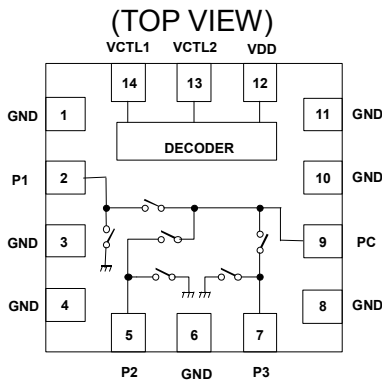 (TOP VIEW)
VCTL1 VCTL2 VDD
14 13 12
GND 1 11 GND
DECODER
P1 2 10 GND
GND 3 9 PC
GND 4 8 GND
5 6 7
P2 GND P3